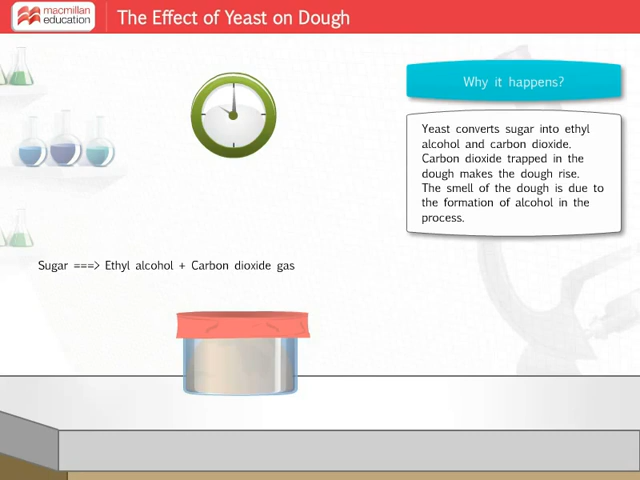 macmillan
education
The Effect of Yeast on Dough
Why it happens?
Yeast converts sugar into ethyl
alcohol and carbon dioxide.
Carbon dioxide trapped in the
dough makes the dough rise.
The smell of the dough is due to
the formation of alcohol in the
process.
Sugar ===> Ethyl alcohol + Carbon dioxide gas